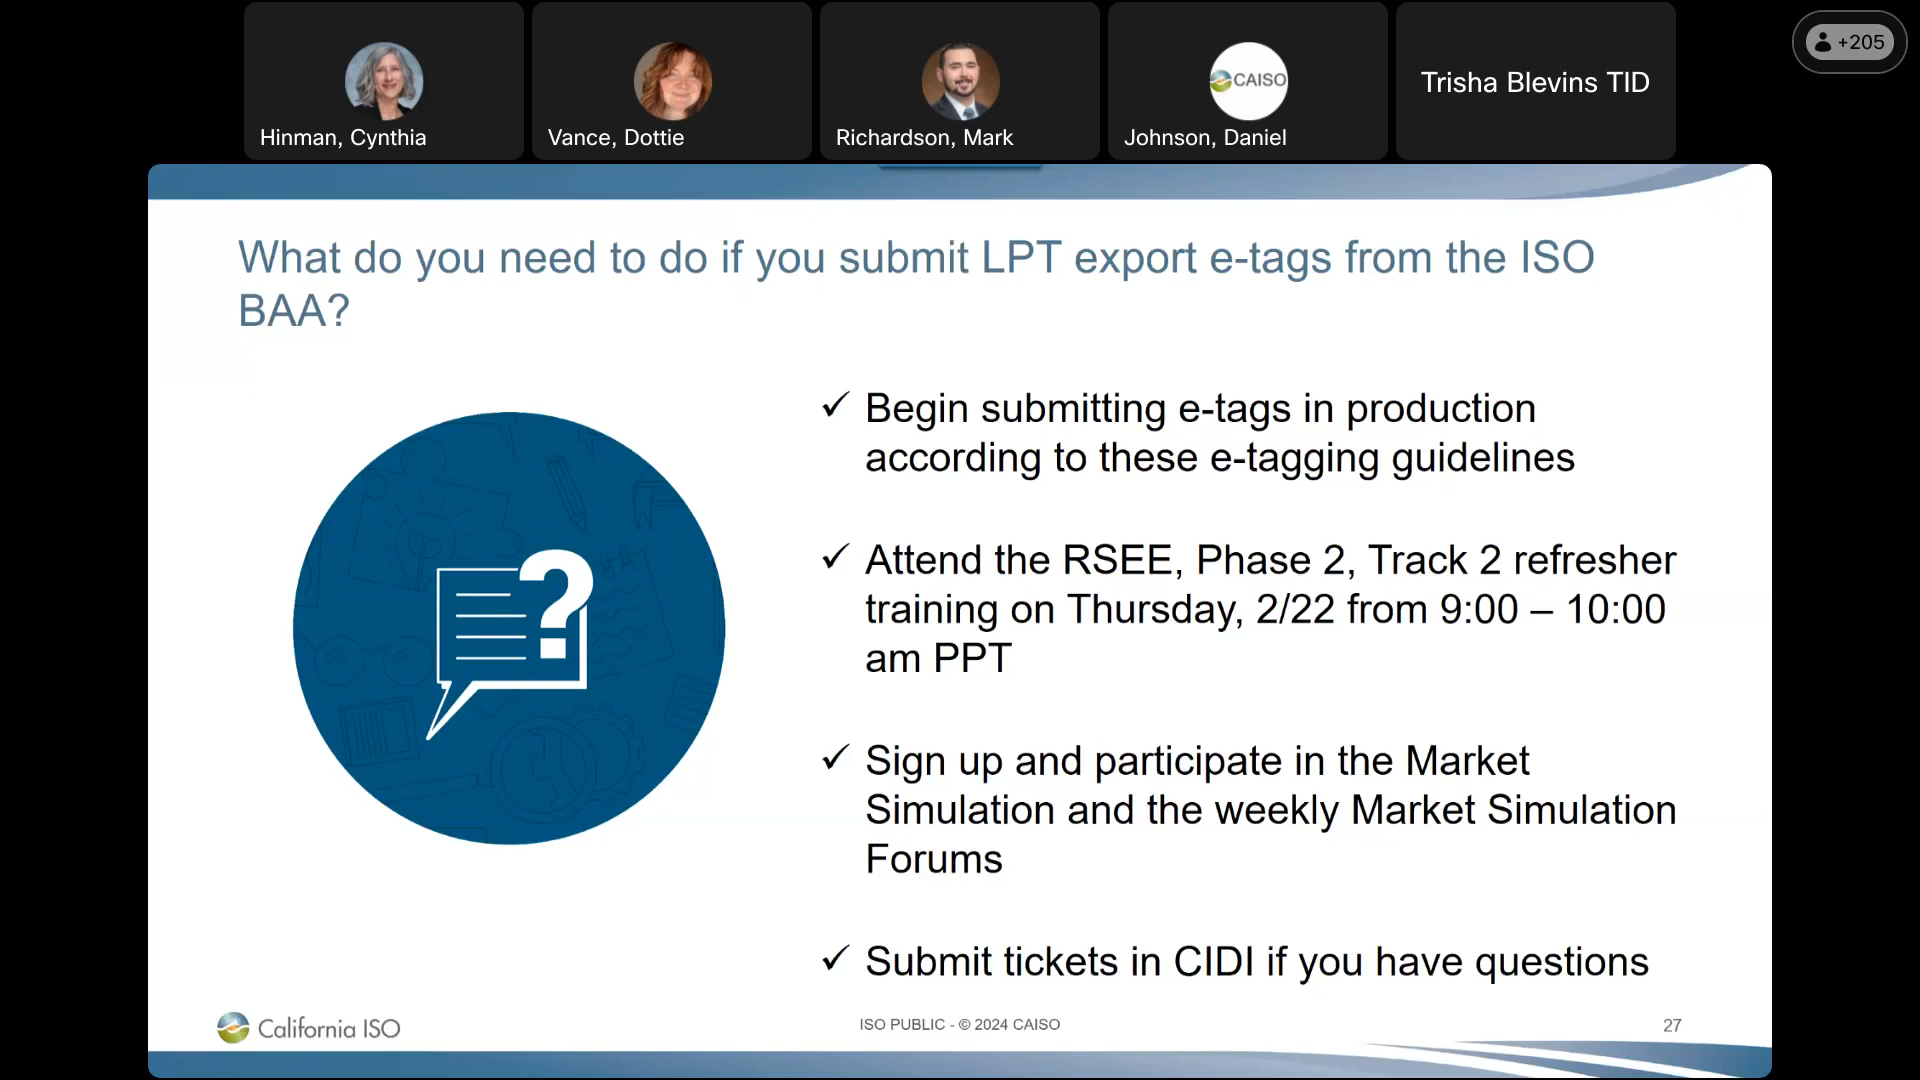 Hinman, Cynthia
Vance, Dottie
Richardson, Mark
CAISO
Johnson, Daniel
Trisha Blevins TID
+205
What do you need to do if you submit LPT export e-tags from the ISO
BAA?
✓ Begin submitting e-tags in production
according to these e-tagging guidelines
✓ Attend the RSEE, Phase 2, Track 2 refresher
training on Thursday, 2/22 from 9:00 – 10:00
am PPT
✓ Sign up and participate in the Market
Simulation and the weekly Market Simulation
Forums
✓ Submit tickets in CIDI if you have questions
?
California ISO
ISO PUBLIC - © 2024 CAISO
27